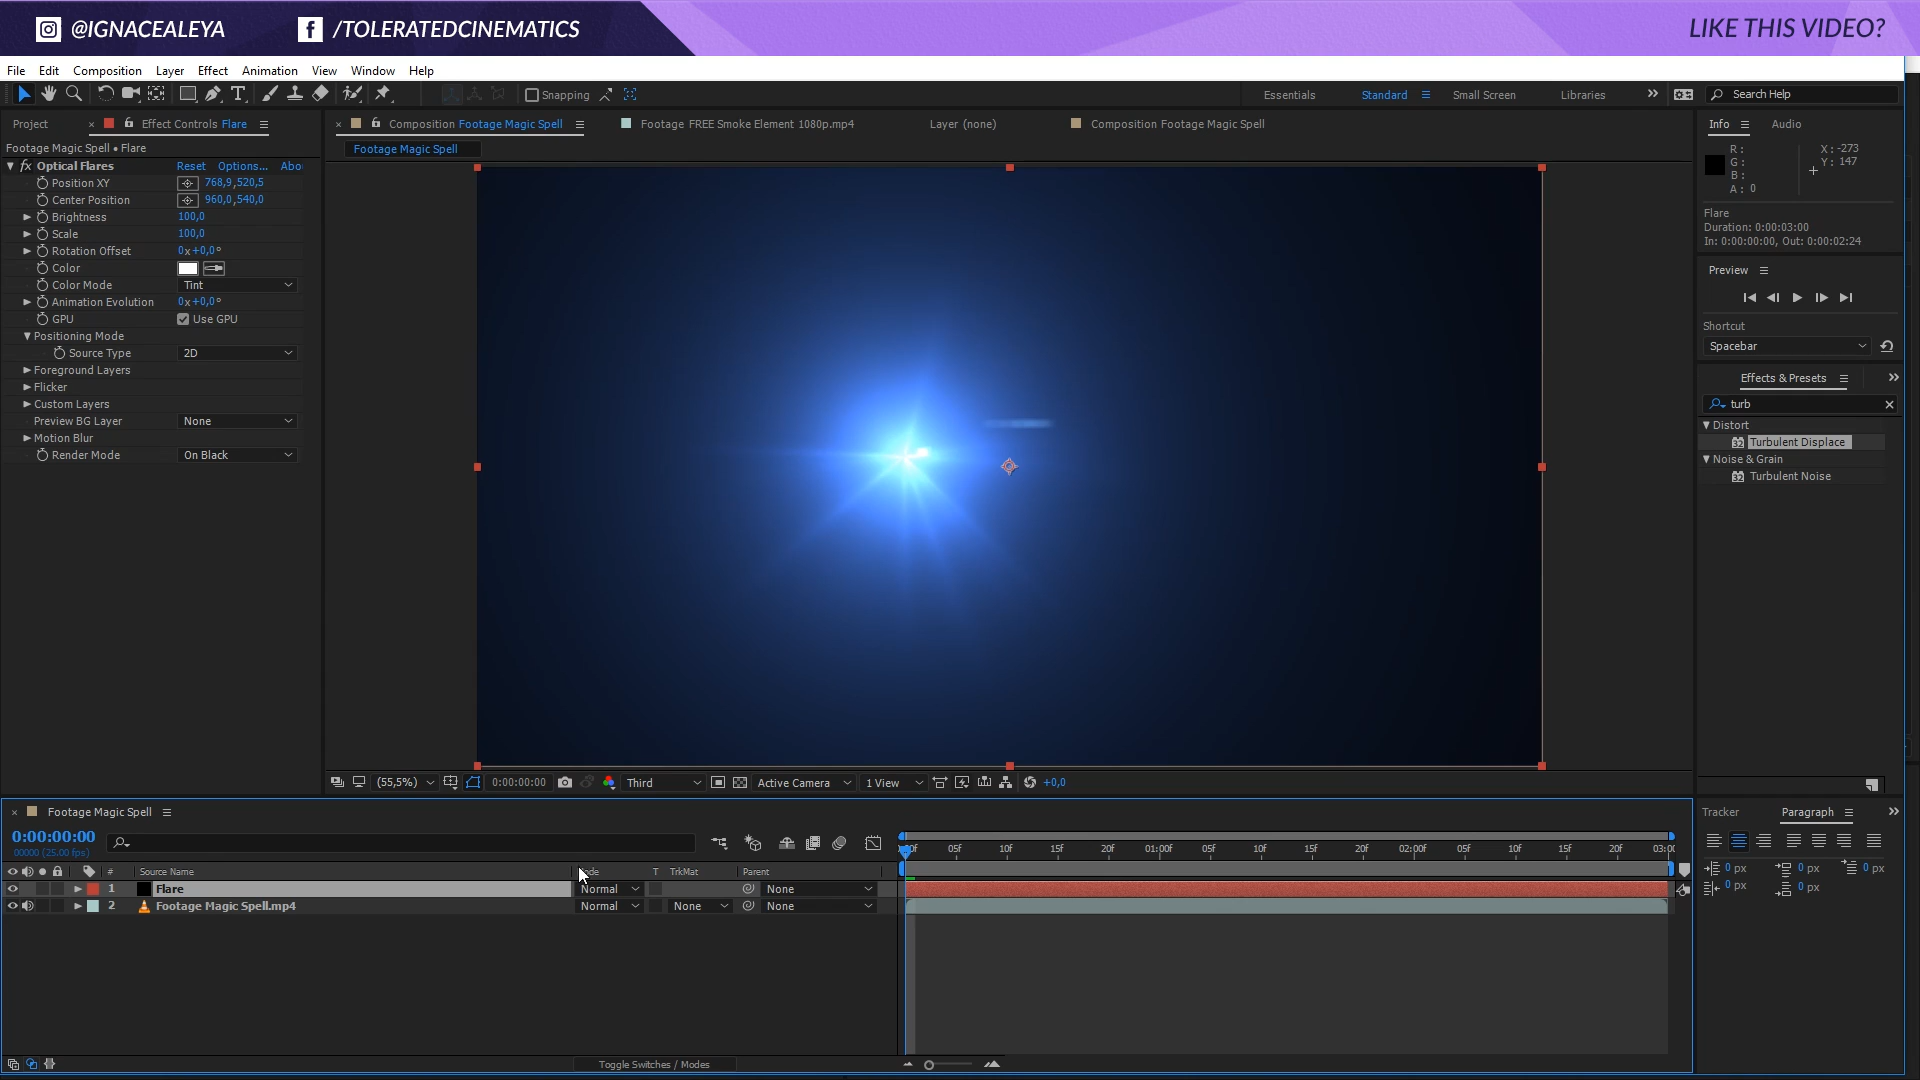 @IGNACEALEYA
/TOLERATEDCINEMATICS
LIKE THIS VIDEO?
File Edit Composition Layer Effect Animation View Window Help
Snapping
Essentials Standard Small Screen Libraries
Search Help
Project
Effect Controls Flare
Footage Magic Spell • Flare
fx Optical Flares Reset Options... Abo
Position XY 768,9,520,5
Center Position 960,0,540,0
Brightness 100,0
Scale 100,0
Rotation Offset 0x+0,0°
Color
Color Mode Tint
Animation Evolution 0x+0,0°
GPU Use GPU
Positioning Mode
Source Type 2D
Foreground Layers
Flicker
Custom Layers
Preview BG Layer None
Motion Blur
Render Mode On Black
Composition Footage Magic Spell
Footage FREE Smoke Element 1080p.mp4
Layer (none)
Composition Footage Magic Spell
Footage Magic Spell
(55,5%) 0:00:00:00 Third Active Camera 1 View +0,0
Info Audio
R :
G :
B :
A : 0
X : -273
Y : 147
Flare
Duration: 0:00:03:00
In: 0:00:00:00, Out: 0:00:02:24
Preview
Shortcut
Spacebar
Effects & Presets
turb
Distort
32 Turbulent Displace
Noise & Grain
32 Turbulent Noise
Footage Magic Spell
0:00:00:00
00000 (25.00 fps)
# Source Name T TrkMat Parent
1 Flare Normal None
2 Footage Magic Spell.mp4 Normal None None
05f 10f 15f 20f 01:00f 05f 10f 15f 20f 02:00f 05f 10f 15f 20f 03:00
Toggle Switches / Modes
Tracker Paragraph
0 px 0 px 0 px
0 px 0 px